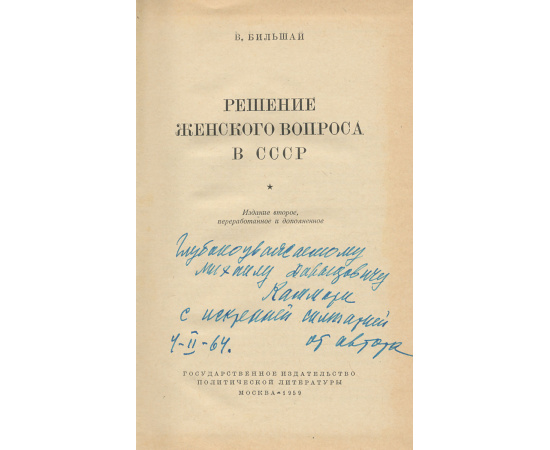 В. БИЛЬШАЙ
РЕШЕНИЕ
ЖЕНСКОГО ВОПРОСА
В СССР
Издание второе,
переработанное и дополненное
Глубокоуважаемому
Михаилу Давыдовичу
Каммари
с искренней симпатией
4-II-64. от автора
ГОСУДАРСТВЕННОЕ ИЗДАТЕЛЬСТВО
ПОЛИТИЧЕСКОЙ ЛИТЕРАТУРЫ
МОСКВА • 1959